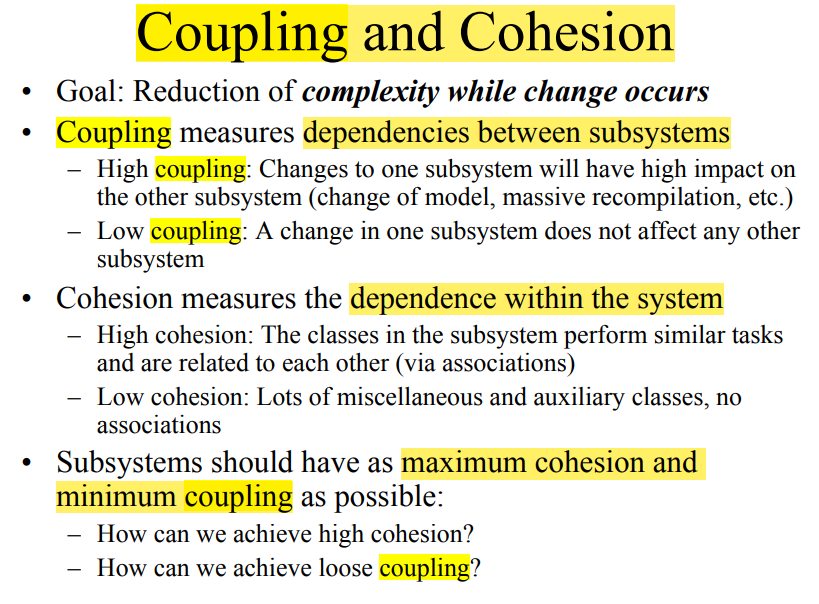 Coupling and Cohesion
• Goal: Reduction of complexity while change occurs
• Coupling measures dependencies between subsystems
– High coupling: Changes to one subsystem will have high impact on
the other subsystem (change of model, massive recompilation, etc.)
– Low coupling: A change in one subsystem does not affect any other
subsystem
• Cohesion measures the dependence within the system
– High cohesion: The classes in the subsystem perform similar tasks
and are related to each other (via associations)
– Low cohesion: Lots of miscellaneous and auxiliary classes, no
associations
• Subsystems should have as maximum cohesion and
minimum coupling as possible:
– How can we achieve high cohesion?
– How can we achieve loose coupling?